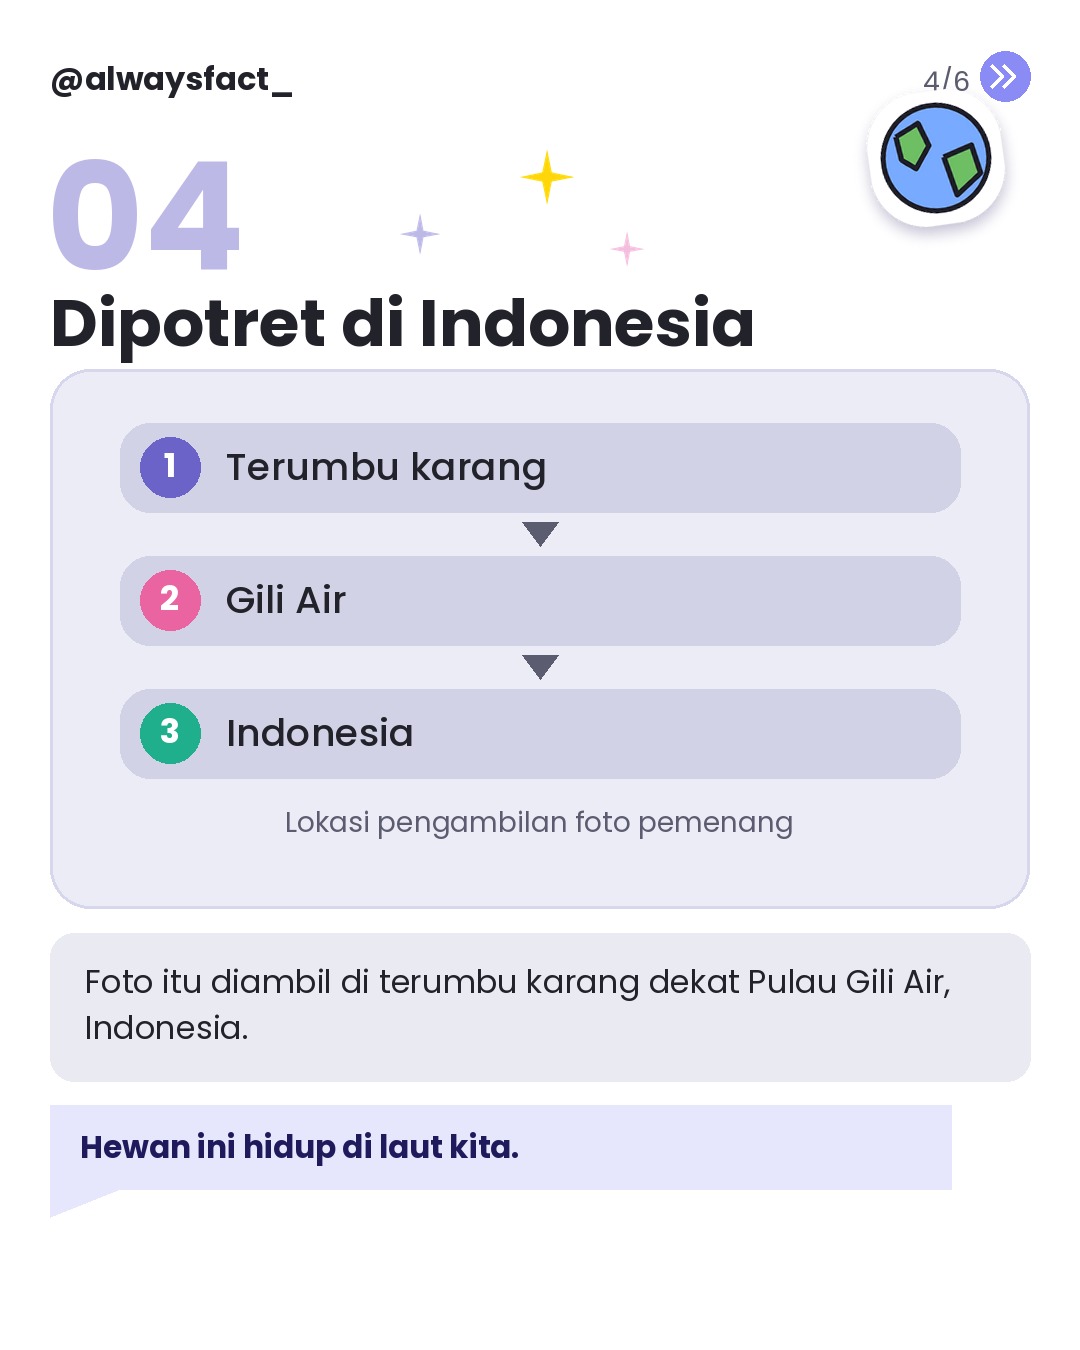 @alwaysfact_
4/6
04
Dipotret di Indonesia
1 Terumbu karang
2 Gili Air
3 Indonesia
Lokasi pengambilan foto pemenang
Foto itu diambil di terumbu karang dekat Pulau Gili Air,
Indonesia.
Hewan ini hidup di laut kita.